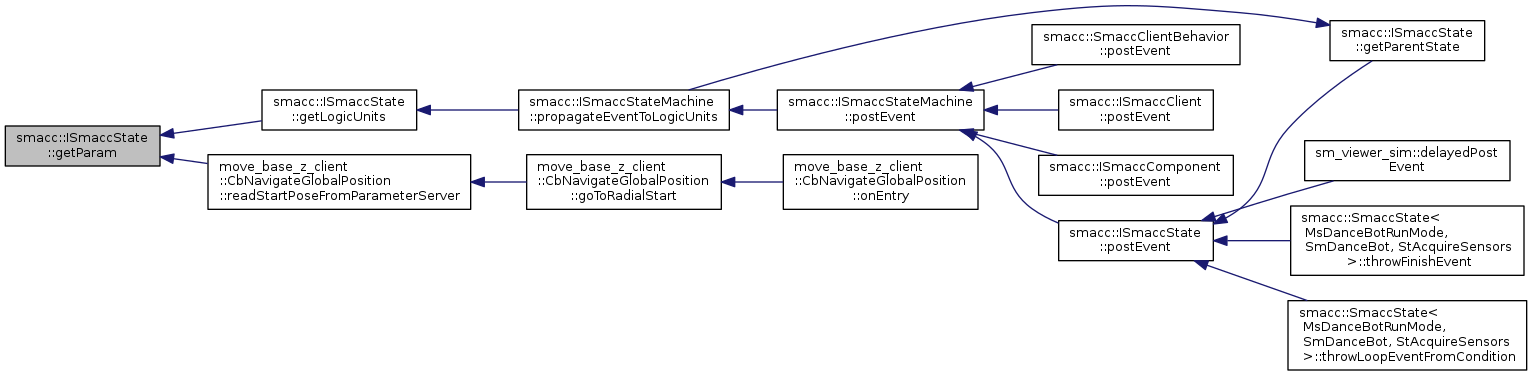 smacc::ISmaccState
::getParam
smacc::ISmaccState
::getLogicUnits
move_base_z_client
::CbNavigateGlobalPosition
::readStartPoseFromParameterServer
smacc::ISmaccStateMachine
::propagateEventToLogicUnits
move_base_z_client
::CbNavigateGlobalPosition
::goToRadialStart
smacc::ISmaccStateMachine
::postEvent
move_base_z_client
::CbNavigateGlobalPosition
::onEntry
smacc::SmaccClientBehavior
::postEvent
smacc::ISmaccClient
::postEvent
smacc::ISmaccComponent
::postEvent
smacc::ISmaccState
::postEvent
smacc::ISmaccState
::getParentState
sm_viewer_sim::delayedPost
Event
smacc::SmaccState<
MsDanceBotRunMode,
SmDanceBot, StAcquireSensors
>::throwFinishEvent
smacc::SmaccState<
MsDanceBotRunMode,
SmDanceBot, StAcquireSensors
>::throwLoopEventFromCondition